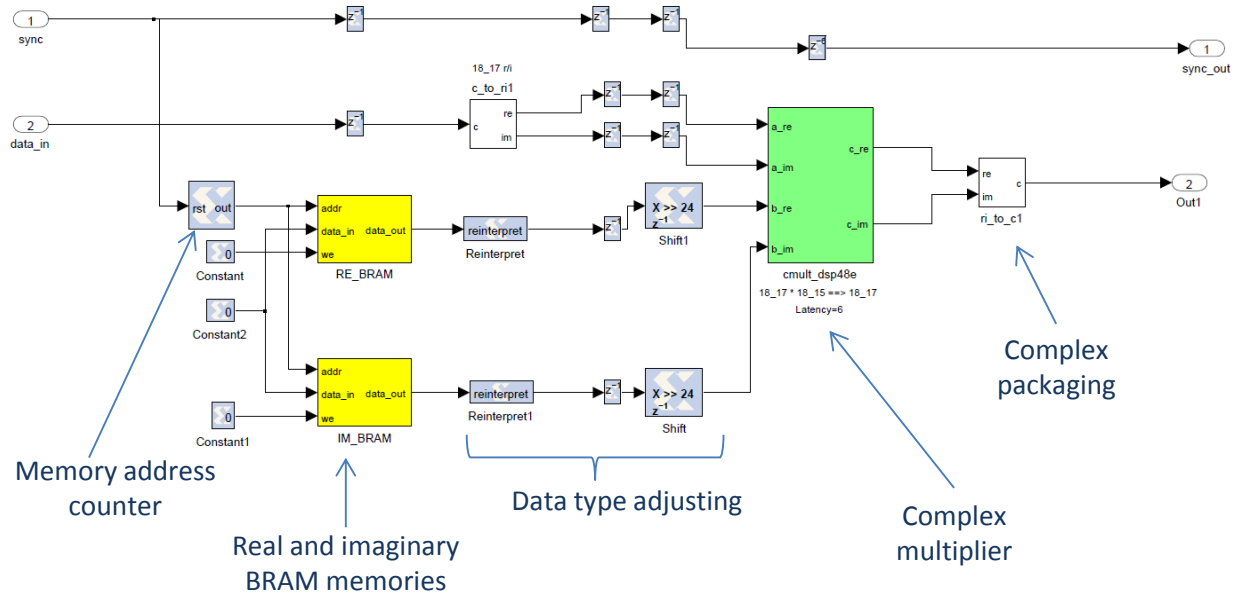 1
sync
z⁻¹
z⁻¹
z⁻¹
z⁻⁶
1
sync_out
18_17 r/i
c_to_ri1
2
data_in
z⁻¹
c
re
im
z⁻¹
z⁻¹
z⁻¹
z⁻¹
a_re
a_im
b_re
b_im
c_re
c_im
cmult_dsp48e
18_17 * 18_15 ==> 18_17
Latency=6
re
im
c
ri_to_c1
2
Out1
rst out
0
Constant
0
Constant2
0
Constant1
addr
data_in
we
data_out
RE_BRAM
reinterpret
Reinterpret
z⁻¹
X >> 24
z⁻¹
Shift1
addr
data_in
we
data_out
IM_BRAM
reinterpret
Reinterpret1
z⁻¹
X >> 24
z⁻¹
Shift
Memory address
counter
Real and imaginary
BRAM memories
Data type adjusting
Complex
multiplier
Complex
packaging